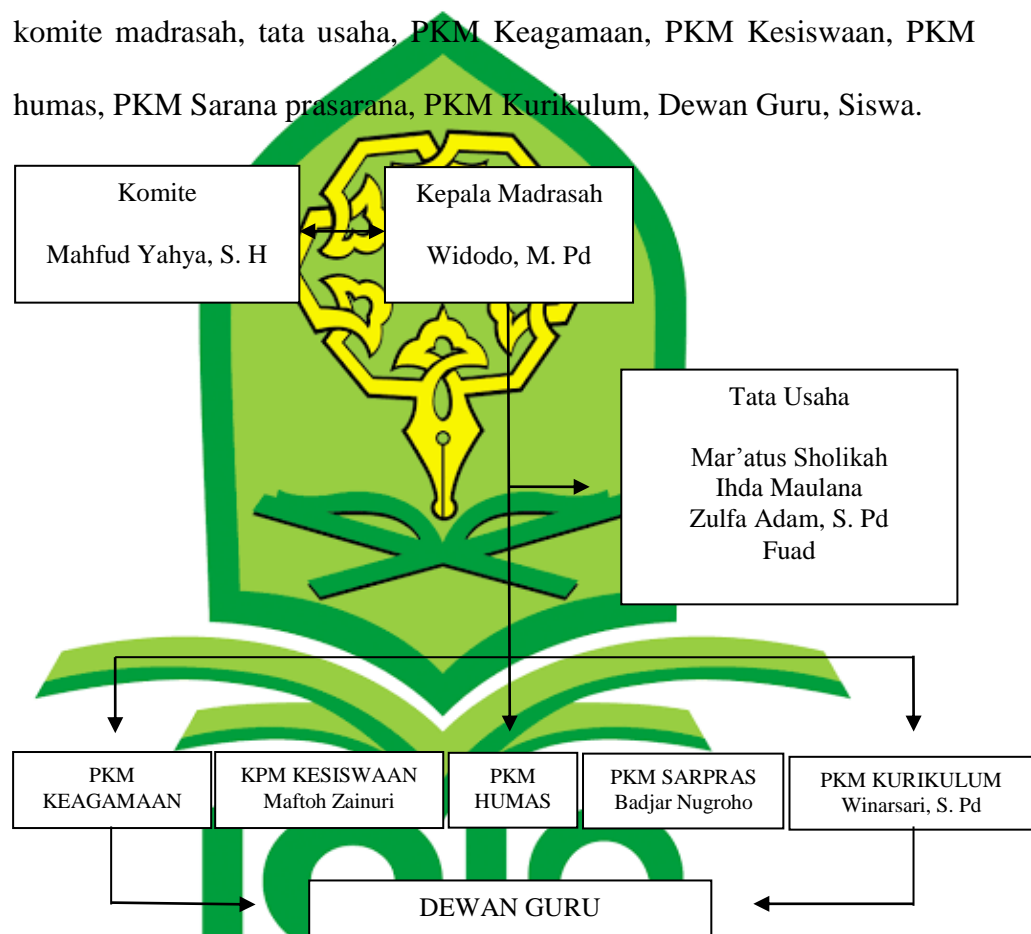 komite madrasah, tata usaha, PKM Keagamaan, PKM Kesiswaan, PKM
humas, PKM Sarana prasarana, PKM Kurikulum, Dewan Guru, Siswa.
Komite
Mahfud Yahya, S. H
Kepala Madrasah
Widodo, M. Pd
Tata Usaha
Mar’atus Sholikah
Ihda Maulana
Zulfa Adam, S. Pd
Fuad
PKM
KEAGAMAAN
KPM KESISWAAN
Maftoh Zainuri
PKM
HUMAS
PKM SARPRAS
Badjar Nugroho
PKM KURIKULUM
Winarsari, S. Pd
DEWAN GURU